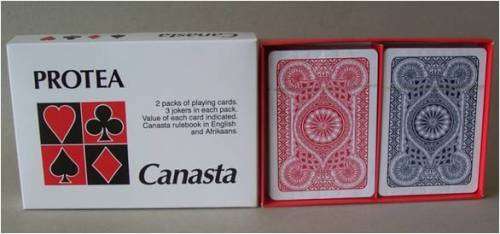 PROTEA
2 packs of playing cards.
3 jokers in each pack.
Value of each card indicated.
Canasta rulebook in English
and Afrikaans.
Canasta